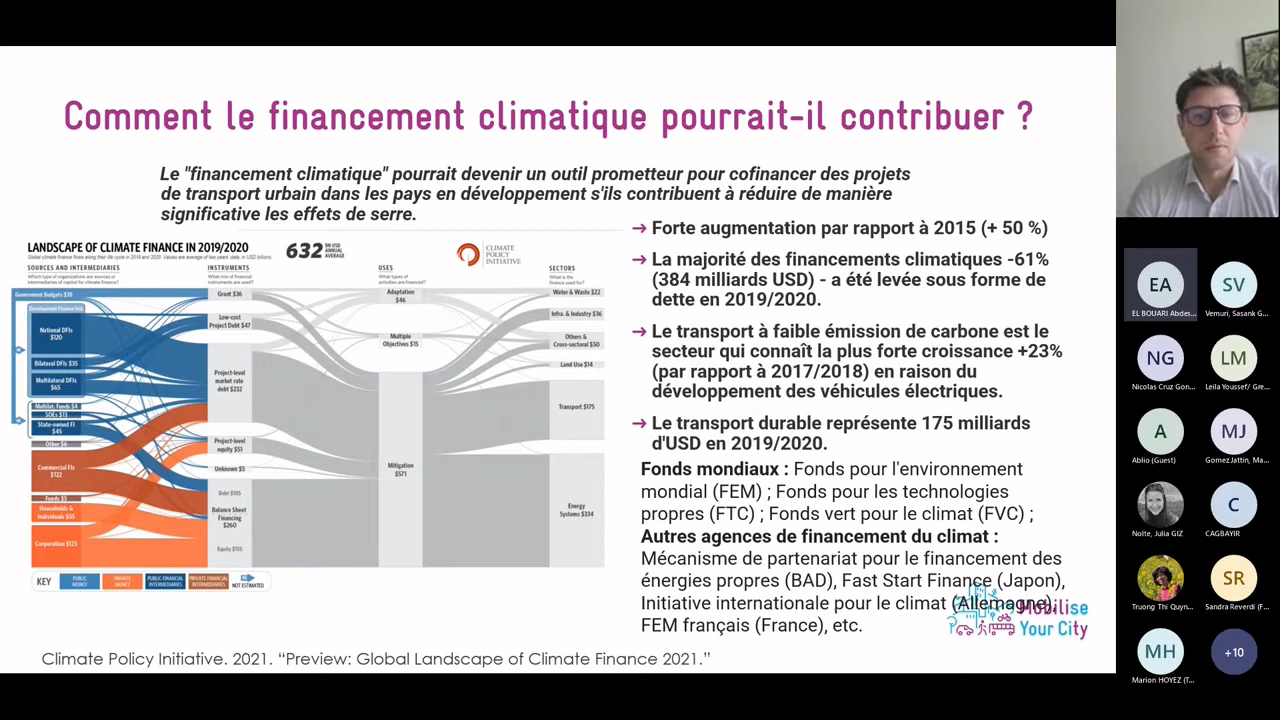 Comment le financement climatique pourrait-il contribuer ?
Le "financement climatique" pourrait devenir un outil prometteur pour cofinancer des projets
de transport urbain dans les pays en développement s'ils contribuent à réduire de manière
significative les effets de serre.
LANDSCAPE OF CLIMATE FINANCE IN 2019/2020
Global climate finance flows along their life cycle in 2019 and 2020. Values are average of two years' data, in USD billions.
632 BN USD
ANNUAL
AVERAGE
CLIMATE
POLICY
INITIATIVE
SOURCES AND INTERMEDIARIES
Which type of organizations are sources or
intermediaries of capital for climate finance?
INSTRUMENTS
What mix of financial
instruments are used?
USES
What types of
activities are financed?
SECTORS
What is the
finance used for?
Government Budgets $38
National DFIs
$120
Bilateral DFIs $35
Multilateral DFIs
$65
Multilat. Funds $4
SOEs $13
State-owned FI
$45
Other $6
Commercial FIs
$122
Funds $5
Households &
Individuals $55
Corporation $123
Grant $36
Low-cost
Project Debt $47
Project-level
market rate
debt $232
Project-level
equity $51
Unknown $5
Debt $105
Balance Sheet
Financing
$260
Equity $155
Adaptation
$46
Multiple
Objectives $15
Mitigation
$571
Water & Waste $22
Infra. & Industry $36
Others &
Cross-sectoral $50
Land Use $14
Transport $175
Energy
Systems $334
KEY
PUBLIC
MONEY
PRIVATE
MONEY
PUBLIC FINANCIAL
INTERMEDIARIES
PRIVATE FINANCIAL
INTERMEDIARIES
NOT ESTIMATED
→ Forte augmentation par rapport à 2015 (+ 50 %)
→ La majorité des financements climatiques -61%
(384 milliards USD) - a été levée sous forme de
dette en 2019/2020.
→ Le transport à faible émission de carbone est le
secteur qui connaît la plus forte croissance +23%
(par rapport à 2017/2018) en raison du
développement des véhicules électriques.
→ Le transport durable représente 175 milliards
d'USD en 2019/2020.
Fonds mondiaux : Fonds pour l'environnement
mondial (FEM) ; Fonds pour les technologies
propres (FTC) ; Fonds vert pour le climat (FVC) ;
Autres agences de financement du climat :
Mécanisme de partenariat pour le financement des
énergies propres (BAD), Fast Start Finance (Japon),
Initiative internationale pour le climat (Allemagne),
FEM français (France), etc.
Mobilise
Your City
Climate Policy Initiative. 2021. “Preview: Global Landscape of Climate Finance 2021.”
EA
EL BOUARI Abdes...
SV
Vemuri, Sasank G...
NG
Nicolas Cruz Gon...
LM
Leila Youssef/ Gre...
A
Ablio (Guest)
MJ
Gomez Jattin, Ma...
Nolte, Julia GIZ
C
CAGBAYIR
Truong Thi Quyn...
SR
Sandra Reverdi (F...
MH
Marion HOYEZ (T...
+10